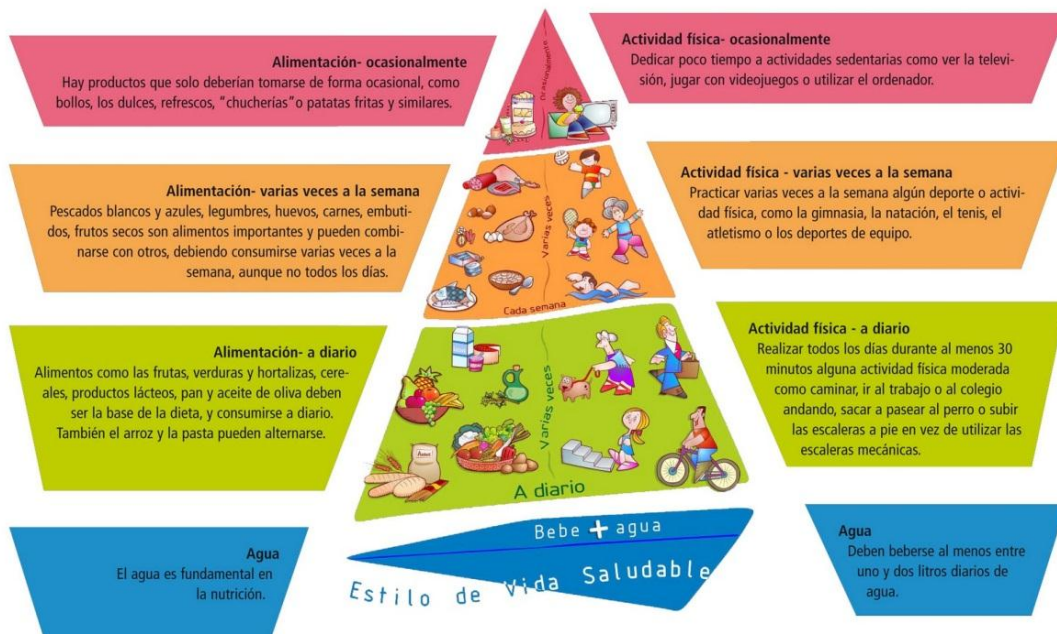 Alimentación- ocasionalmente
Hay productos que solo deberían tomarse de forma ocasional, como
bollos, los dulces, refrescos, "chucherías"o patatas fritas y similares.
Ocasionalmente
Actividad física- ocasionalmente
Dedicar poco tiempo a actividades sedentarias como ver la televi-
sión, jugar con videojuegos o utilizar el ordenador.
Alimentación- varias veces a la semana
Pescados blancos y azules, legumbres, huevos, carnes, embuti-
dos, frutos secos son alimentos importantes y pueden combi-
narse con otros, debiendo consumirse varias veces a la
semana, aunque no todos los días.
Varias veces
Cada semana
Actividad física - varias veces a la semana
Practicar varias veces a la semana algún deporte o activi-
dad física, como la gimnasia, la natación, el tenis, el
atletismo o los deportes de equipo.
Alimentación- a diario
Alimentos como las frutas, verduras y hortalizas, cere-
ales, productos lácteos, pan y aceite de oliva deben
ser la base de la dieta, y consumirse a diario.
También el arroz y la pasta pueden alternarse.
Varias veces
A diario
Actividad física - a diario
Realizar todos los días durante al menos 30
minutos alguna actividad física moderada
como caminar, ir al trabajo o al colegio
andando, sacar a pasear al perro o subir
las escaleras a pie en vez de utilizar las
escaleras mecánicas.
Agua
El agua es fundamental en
la nutrición.
Bebe + agua
Estilo de Vida Saludable
Agua
Deben beberse al menos entre
uno y dos litros diarios de
agua.